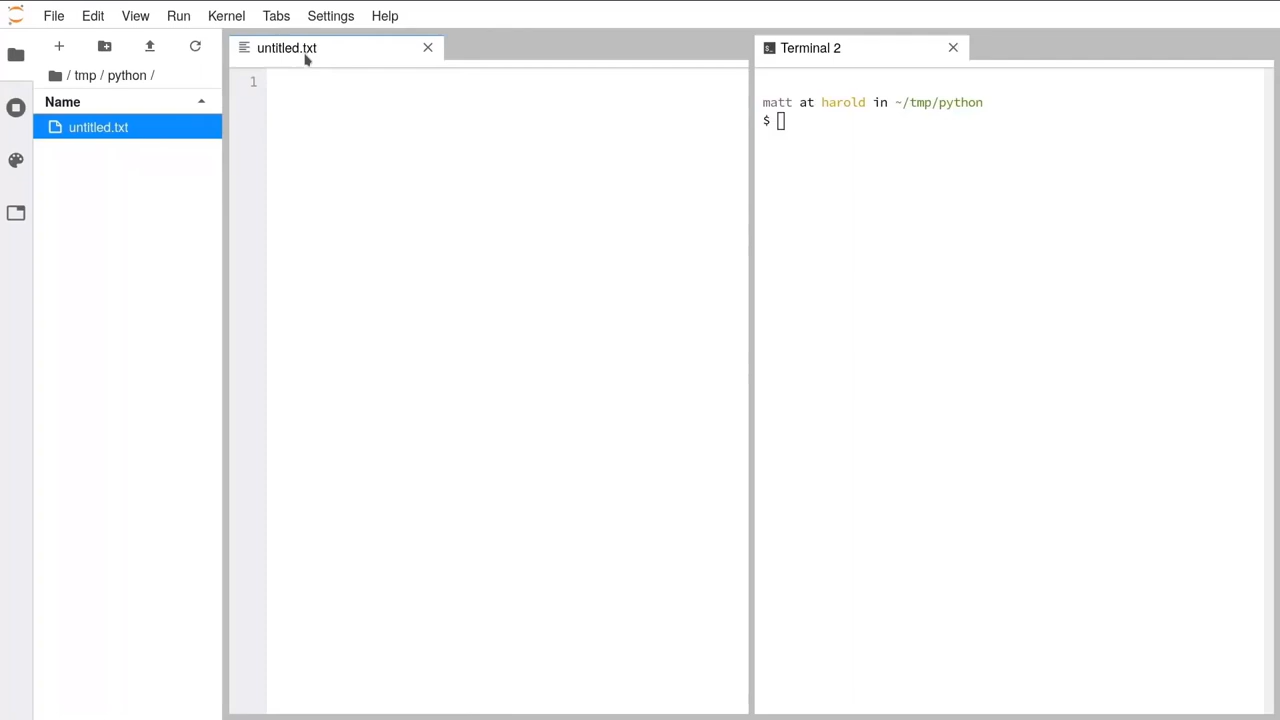 File Edit View Run Kernel Tabs Settings Help
/ tmp / python /
Name
untitled.txt
untitled.txt
1
Terminal 2
matt at harold in ~/tmp/python
$